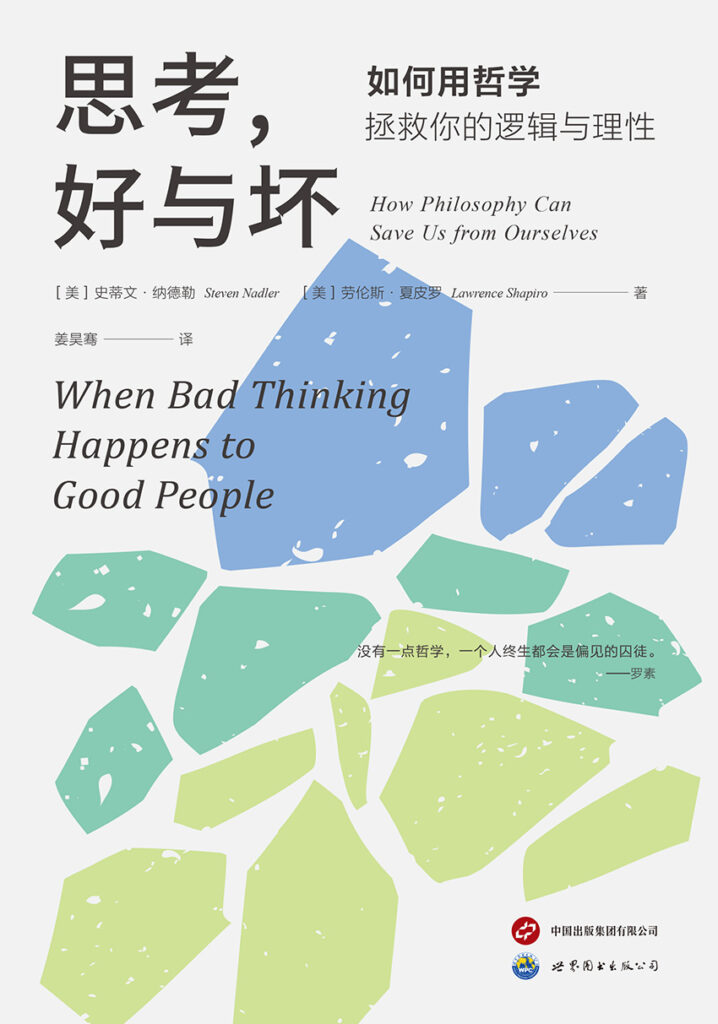 思考，
好与坏
如何用哲学
拯救你的逻辑与理性
How Philosophy Can
Save Us from Ourselves
[美] 史蒂文·纳德勒 Steven Nadler [美] 劳伦斯·夏皮罗 Lawrence Shapiro 著
姜昊骞 译
When Bad Thinking
Happens to
Good People
没有一点哲学，一个人终生都会是偏见的囚徒。
——罗素
中国出版集团有限公司
WPC 世界图书出版公司